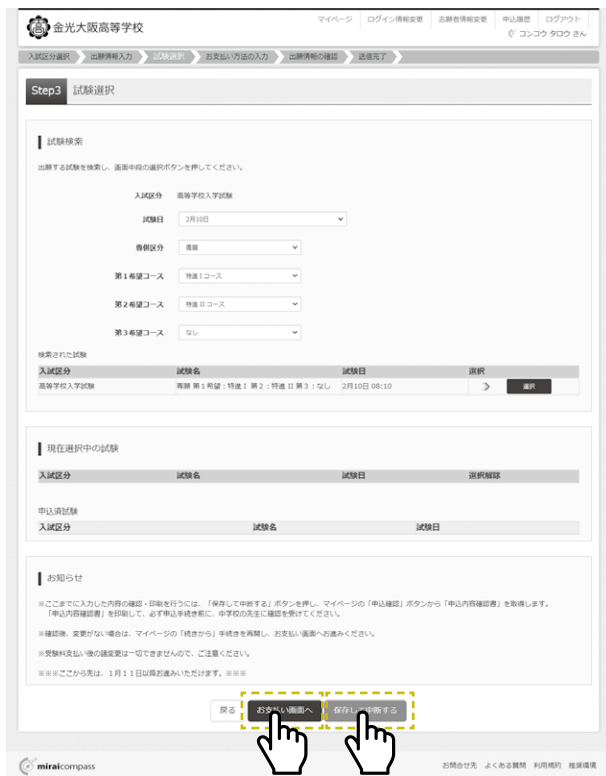 金光大阪高等学校
マイページ ログイン情報変更 志願者情報変更 申込履歴 ログアウト
コンコウ タロウ さん
入試区分選択 出願情報入力 試験選択 お支払い方法の入力 出願情報の確認 送信完了
Step3 試験選択
試験検索
出願する試験を検索し、画面中段の選択ボタンを押してください。
入試区分 高等学校入学試験
試験日 2月10日
専併区分 専願
第1希望コース 特進Ⅰコース
第2希望コース 特進Ⅱコース
第3希望コース なし
検索された試験
入試区分 試験名 試験日 選択
高等学校入学試験 専願 第1希望：特進Ⅰ 第2：特進Ⅱ 第3：なし 2月10日 08:10 選択
現在選択中の試験
入試区分 試験名 試験日 選択解除
申込済試験
入試区分 試験名 試験日
お知らせ
※ここまでに入力した内容の確認・印刷を行うには、「保存して中断する」ボタンを押し、マイページの「申込確認」ボタンから「申込内容確認書」を取得します。
「申込内容確認書」を印刷して、必ず申込手続き前に、中学校の先生に確認を受けてください。
※確認後、変更がない場合は、マイページの「続きから」手続きを再開し、お支払い画面へお進みください。
※受験料支払い後の諸変更は一切できませんので、ご注意ください。
※※※ここから先は、1月11日以降お進みいただけます。※※※
戻る お支払い画面へ 保存して中断する
miraicompass
お問合せ先 よくある質問 利用規約 推奨環境